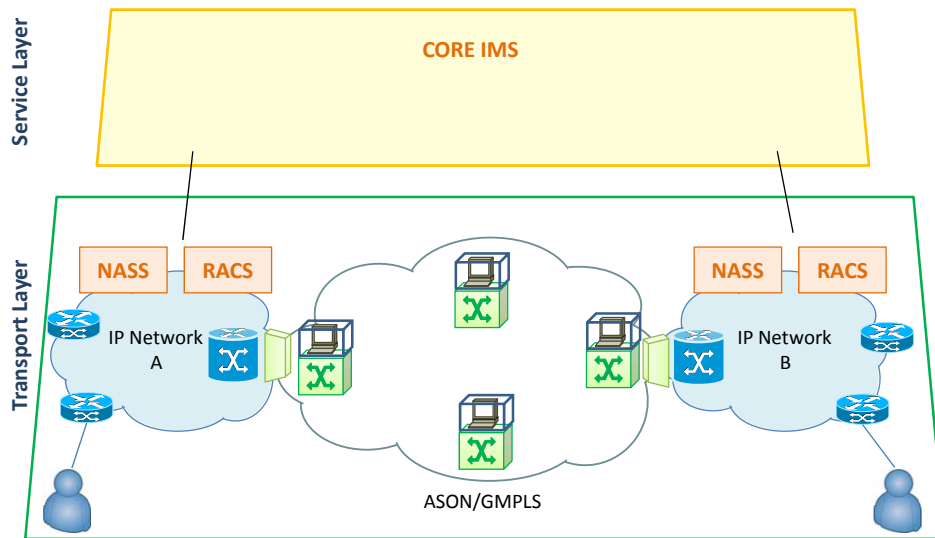 Service Layer
CORE IMS
Transport Layer
NASS
RACS
NASS
RACS
IP Network
A
IP Network
B
ASON/GMPLS